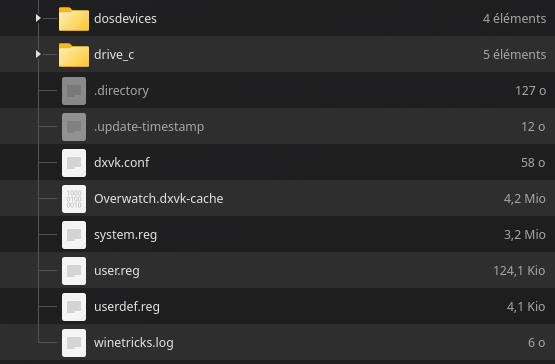 dosdevices 4 éléments
drive_c 5 éléments
.directory 127 o
.update-timestamp 12 o
dxvk.conf 58 o
1000
0100
0010
Overwatch.dxvk-cache 4,2 Mio
system.reg 3,2 Mio
user.reg 124,1 Kio
userdef.reg 4,1 Kio
winetricks.log 6 o